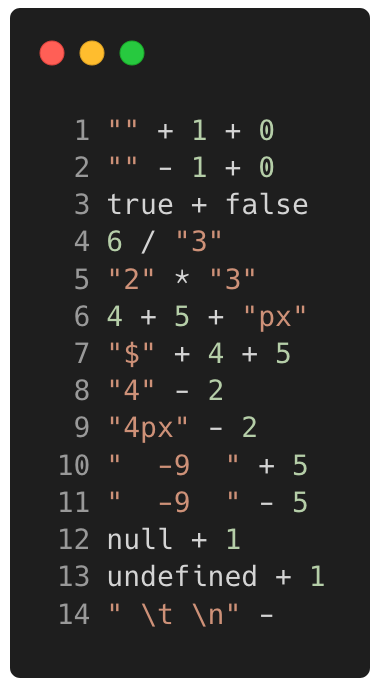 1 "" + 1 + 0
2 "" - 1 + 0
3 true + false
4 6 / "3"
5 "2" * "3"
6 4 + 5 + "px"
7 "$" + 4 + 5
8 "4" - 2
9 "4px" - 2
10 "  -9  " + 5
11 "  -9  " - 5
12 null + 1
13 undefined + 1
14 " \t \n" -